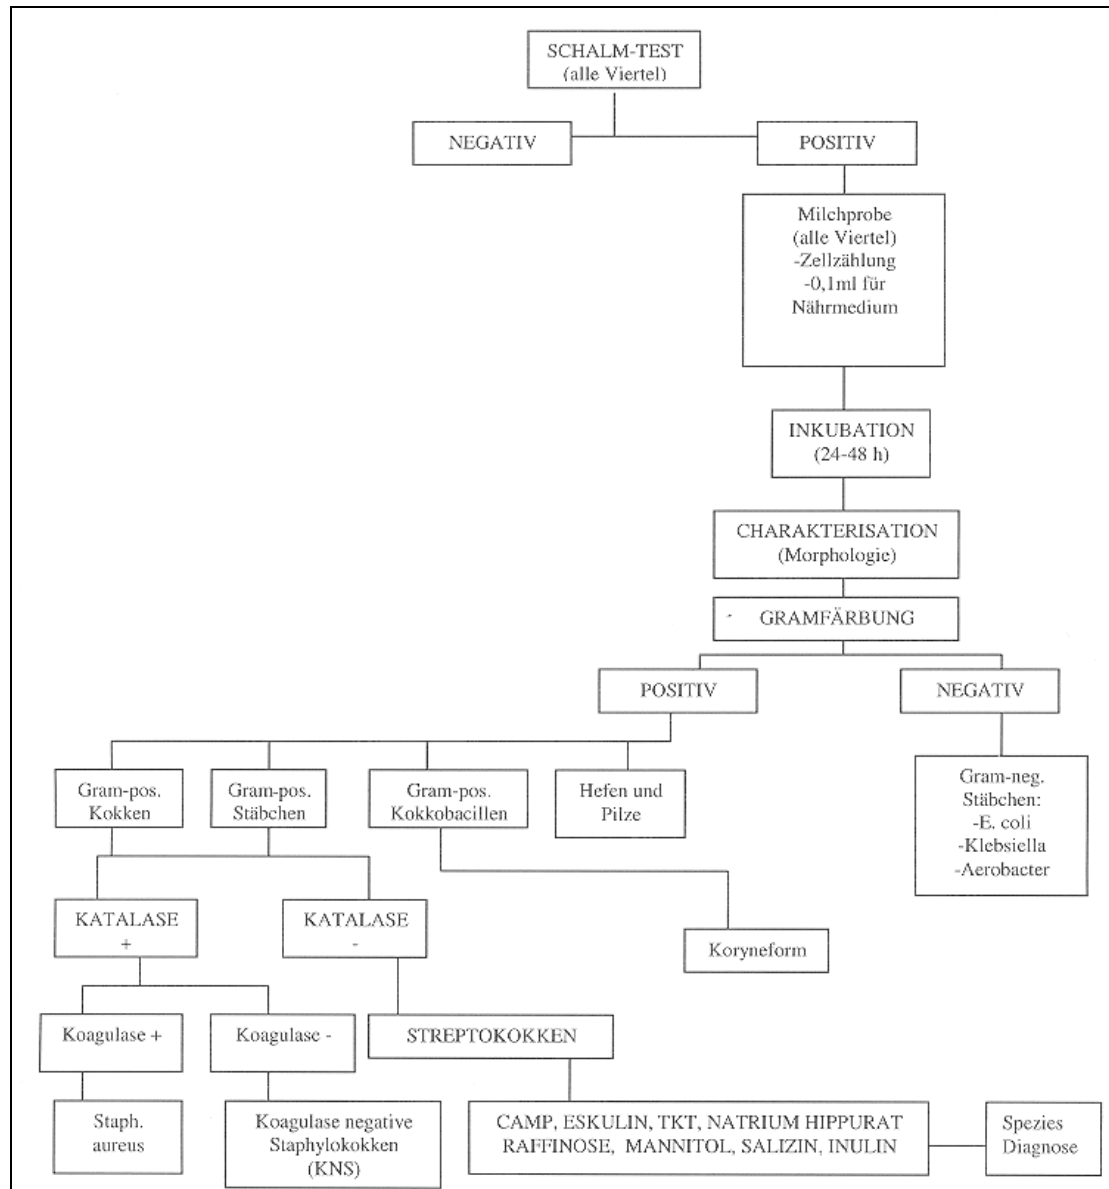 SCHALM-TEST
(alle Viertel)
NEGATIV
POSITIV
Milchprobe
(alle Viertel)
-Zellzählung
-0,1ml für
Nährmedium
INKUBATION
(24-48 h)
CHARAKTERISATION
(Morphologie)
GRAMFÄRBUNG
POSITIV
NEGATIV
Gram-pos.
Kokken
Gram-pos.
Stäbchen
Gram-pos.
Kokkobacillen
Hefen und
Pilze
Gram-neg.
Stäbchen:
-E. coli
-Klebsiella
-Aerobacter
KATALASE
+
KATALASE
-
Koryneform
Koagulase +
Koagulase -
STREPTOKOKKEN
Staph.
aureus
Koagulase negative
Staphylokokken
(KNS)
CAMP, ESKULIN, TKT, NATRIUM HIPPURAT
RAFFINOSE, MANNITOL, SALIZIN, INULIN
Spezies
Diagnose